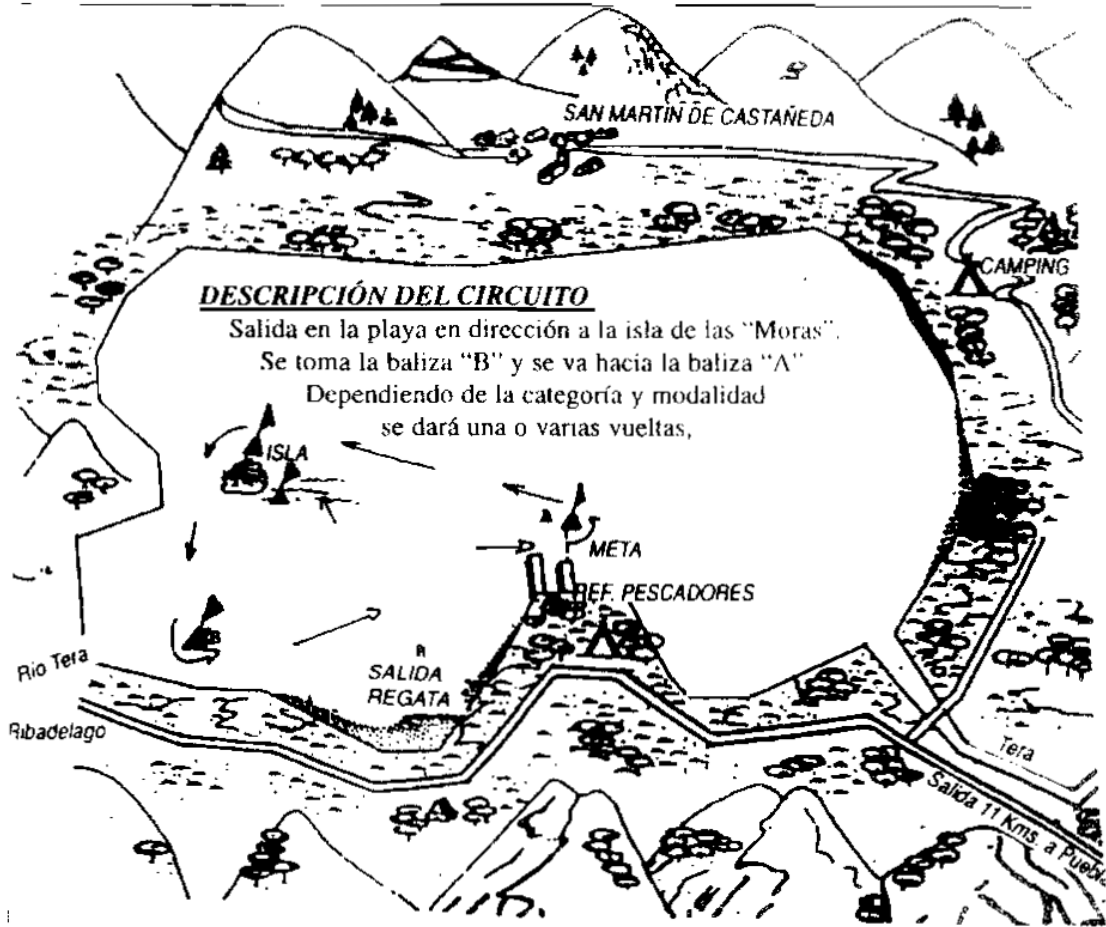 SAN MARTIN DE CASTAÑEDA
CAMPING
DESCRIPCIÓN DEL CIRCUITO
Salida en la playa en dirección a la isla de las “Moras”.
Se toma la baliza “B” y se va hacia la baliza “A”
Dependiendo de la categoría y modalidad
se dará una o varias vueltas,
ISLA
A
META
REF. PESCADORES
B
R
SALIDA
REGATA
Rio Tera
Ribadelago
Tera
Salida 11 Kms. a Puebla